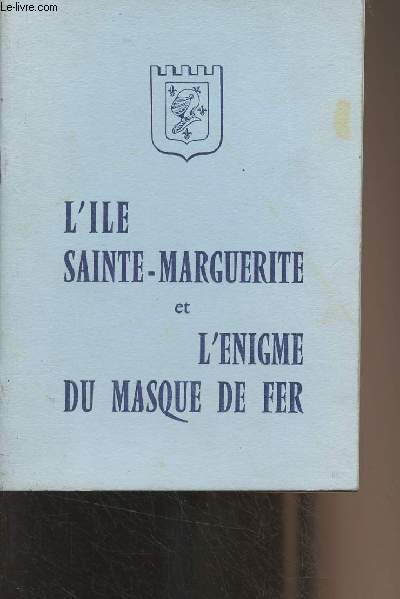 Le-livre.com
L'ILE
SAINTE-MARGUERITE
et
L'ENIGME
DU MASQUE DE FER